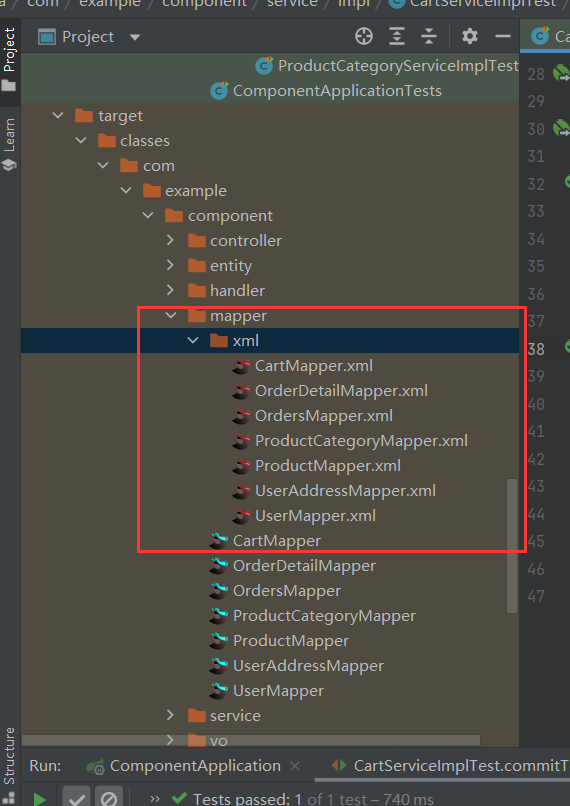 com / example / component / service / impl / CartServiceImplTest
Project
Project
ProductCategoryServiceImplTest
ComponentApplicationTests
target
classes
com
example
component
controller
entity
handler
mapper
xml
CartMapper.xml
OrderDetailMapper.xml
OrdersMapper.xml
ProductCategoryMapper.xml
ProductMapper.xml
UserAddressMapper.xml
UserMapper.xml
CartMapper
OrderDetailMapper
OrdersMapper
ProductCategoryMapper
ProductMapper
UserAddressMapper
UserMapper
service
vo
Learn
Structure
Ca
28
29
30
31
32
33
34
35
36
37
38
39
40
41
42
43
44
45
46
47
Run: ComponentApplication × CartServiceImplTest.commitT
» Tests passed: 1 of 1 test – 740 ms